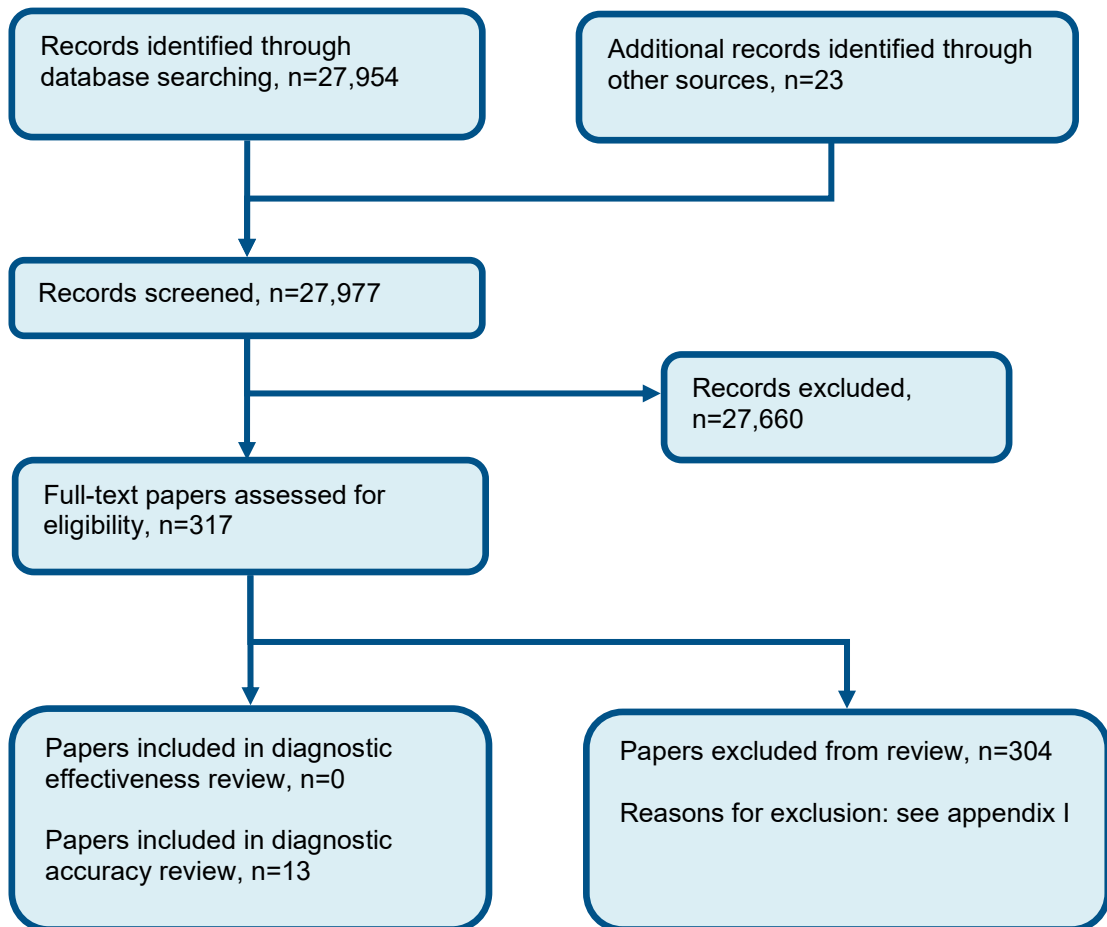 Records identified through
database searching, n=27,954
Additional records identified through
other sources, n=23
Records screened, n=27,977
Records excluded,
n=27,660
Full-text papers assessed for
eligibility, n=317
Papers included in diagnostic
effectiveness review, n=0
Papers included in diagnostic
accuracy review, n=13
Papers excluded from review, n=304
Reasons for exclusion: see appendix I